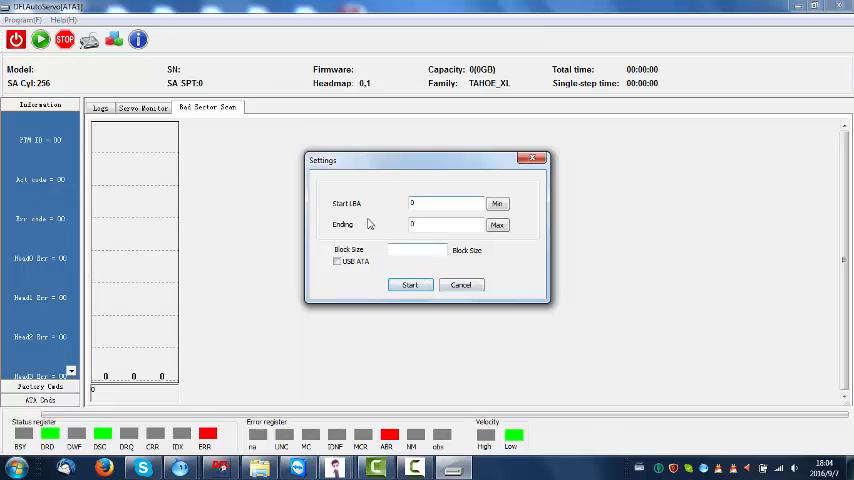 DFLAutoServo[ATA1]
Program(F) Help(H)
STOP
Model: SN: Firmware: Capacity: 0(0GB) Total time: 00:00:00
SA Cyl:256 SA SPT:0 Headmap: 0,1 Family: TAHOE_XL Single-step time: 00:00:00
Information
Logs Servo Monitor Bad Sector Scan
Act code = 00
Err code = 00
Head0 Err = 00
Head1 Err = 00
Head2 Err = 00
Head3 Err = 00
Factory Cmds
ATA Cmds
0 0 0
0
Settings
Start LBA 0 Min
Ending 0 Max
Block Size Block Size
USB ATA
Start Cancel
Status register Error register Velocity
BSY DRD DWF DSC DRQ CRR IDX ERR na UNC MC IDNF MCR ABR NM obs High Low
DFL
18:04
2016/9/7